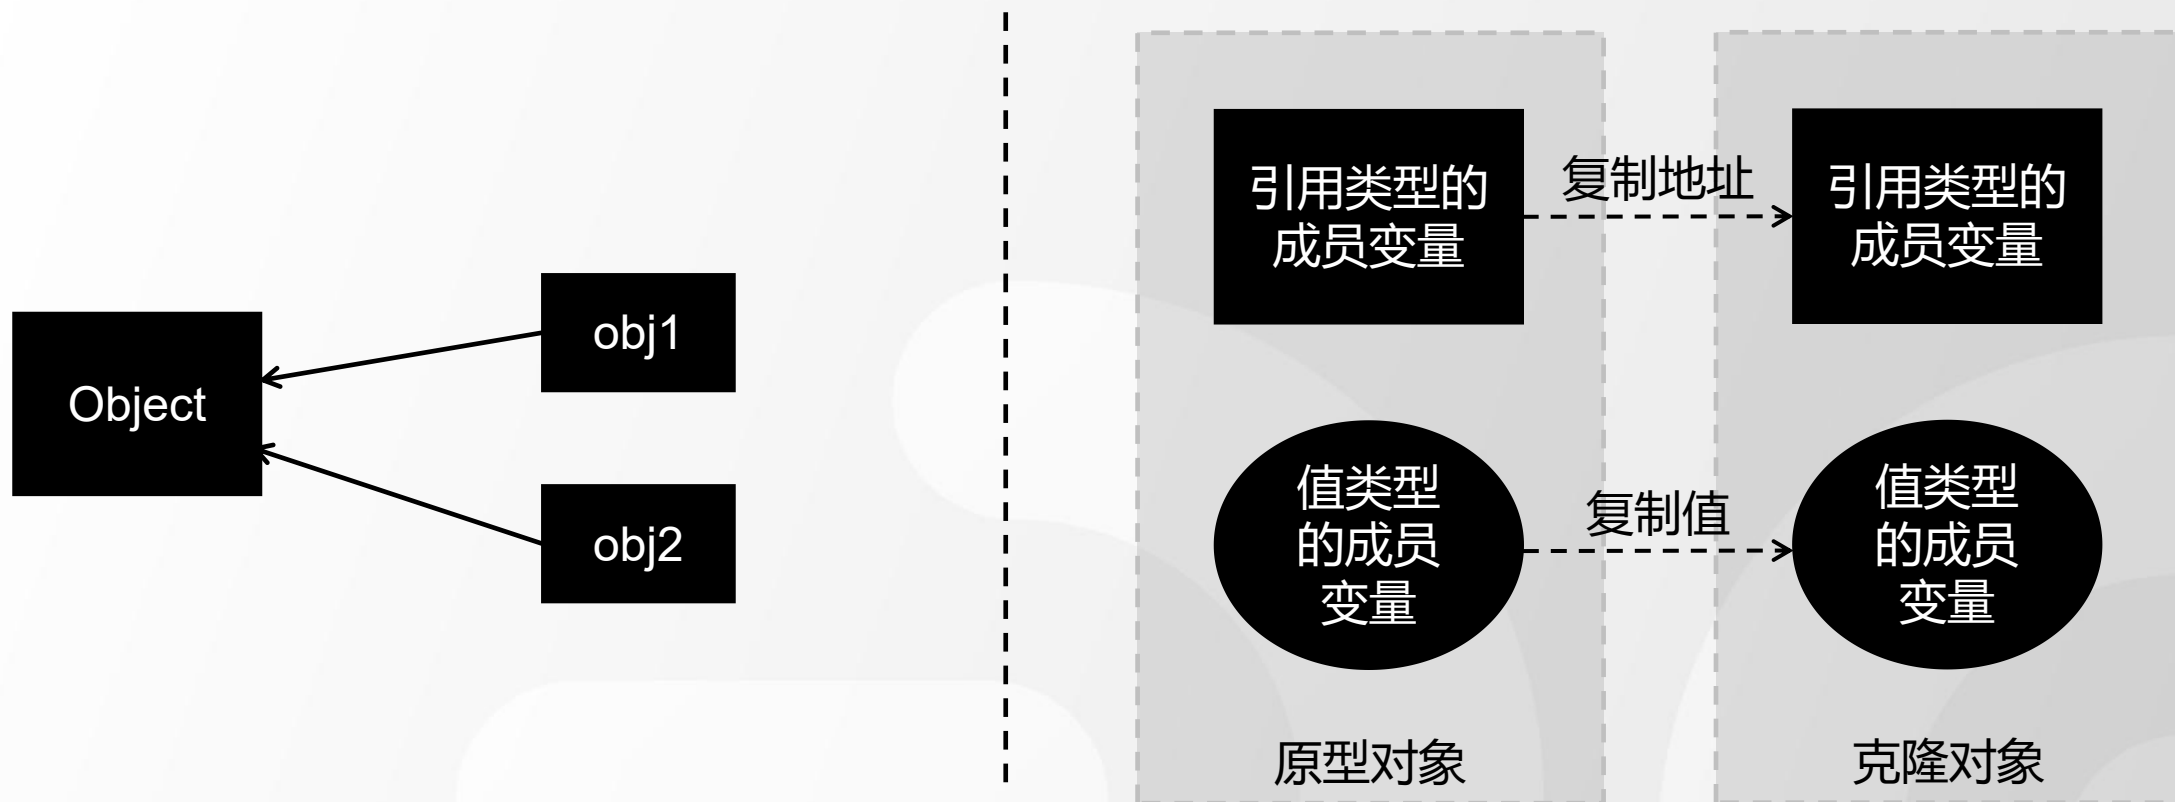 Object
obj1
obj2
引用类型的
成员变量
复制地址
引用类型的
成员变量
值类型
的成员
变量
复制值
值类型
的成员
变量
原型对象
克隆对象